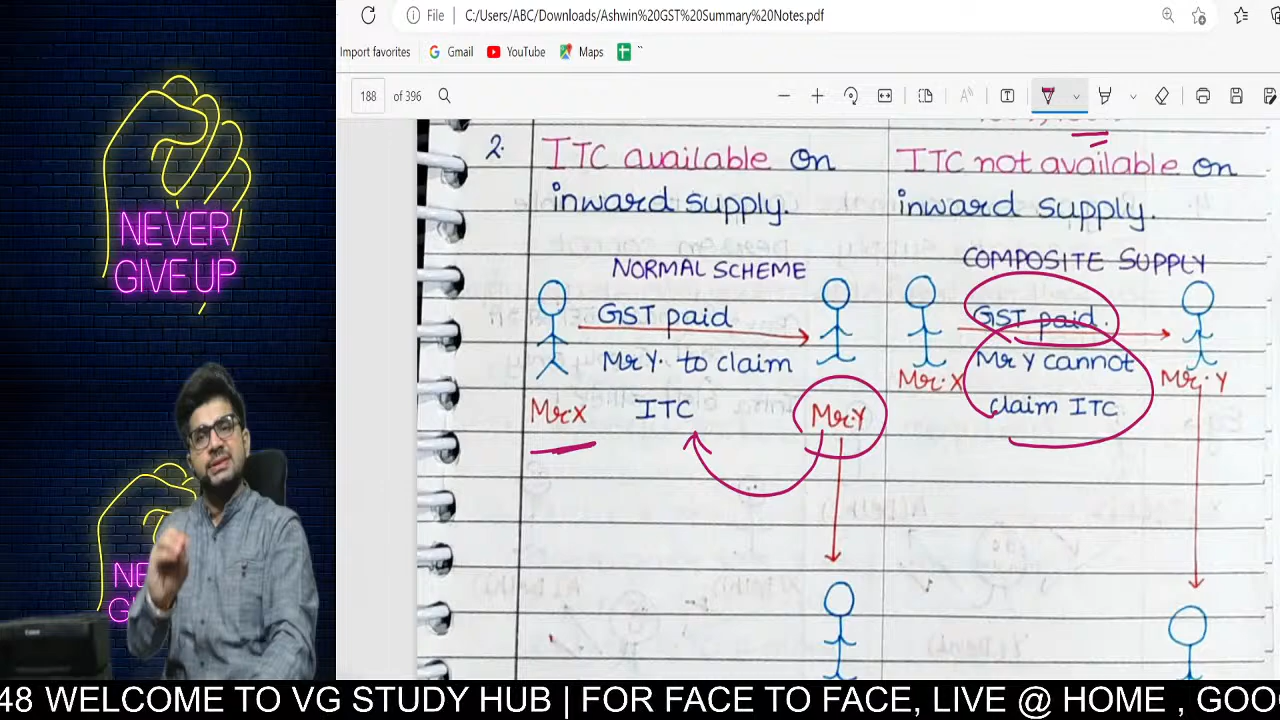 File | C:/Users/ABC/Downloads/Ashwin%20GST%20Summary%20Notes.pdf
Import favorites Gmail YouTube Maps
188 of 396
2. ITC available on
inward supply.
NORMAL SCHEME
GST paid
Mr Y. to claim
ITC
Mr.X
Mr.Y
ITC not available on
inward supply.
COMPOSITE SUPPLY
GST paid.
Mr Y cannot
claim ITC
Mr.X
Mr.Y
NEVER
GIVE UP
NE
G
48 WELCOME TO VG STUDY HUB | FOR FACE TO FACE, LIVE @ HOME , GOO